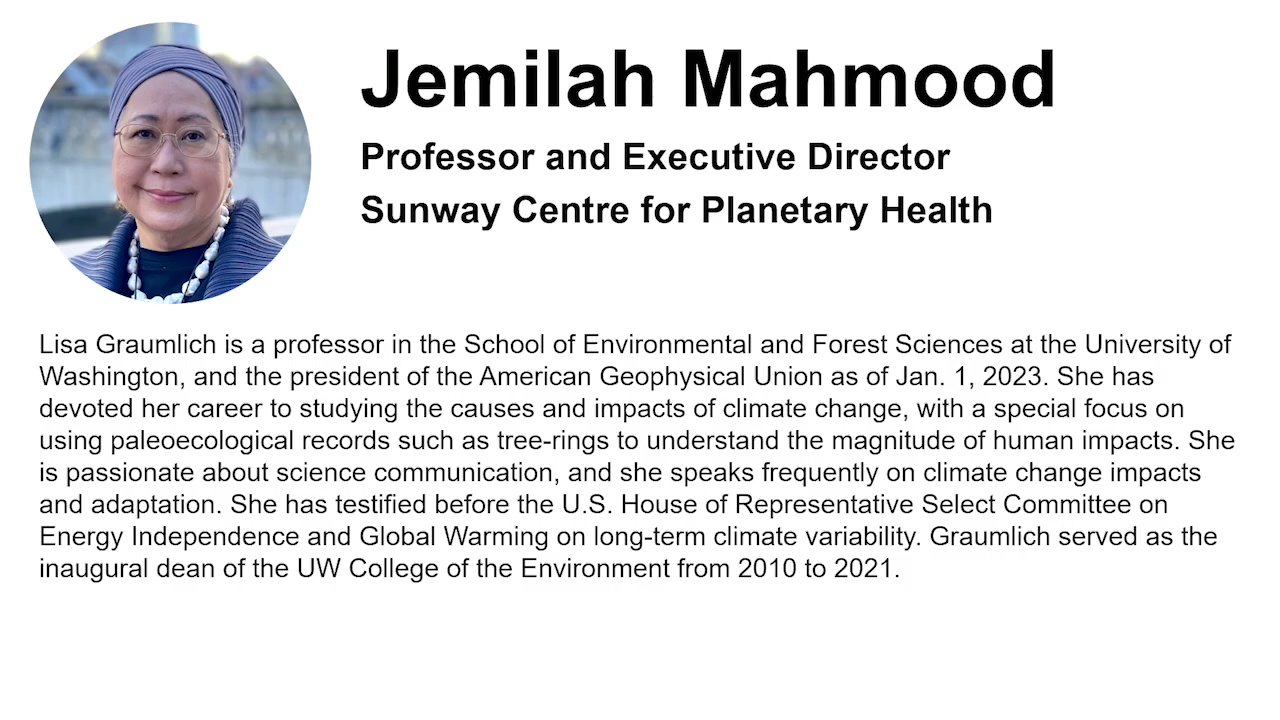 Jemilah Mahmood
Professor and Executive Director
Sunway Centre for Planetary Health
Lisa Graumlich is a professor in the School of Environmental and Forest Sciences at the University of
Washington, and the president of the American Geophysical Union as of Jan. 1, 2023. She has
devoted her career to studying the causes and impacts of climate change, with a special focus on
using paleoecological records such as tree-rings to understand the magnitude of human impacts. She
is passionate about science communication, and she speaks frequently on climate change impacts
and adaptation. She has testified before the U.S. House of Representative Select Committee on
Energy Independence and Global Warming on long-term climate variability. Graumlich served as the
inaugural dean of the UW College of the Environment from 2010 to 2021.